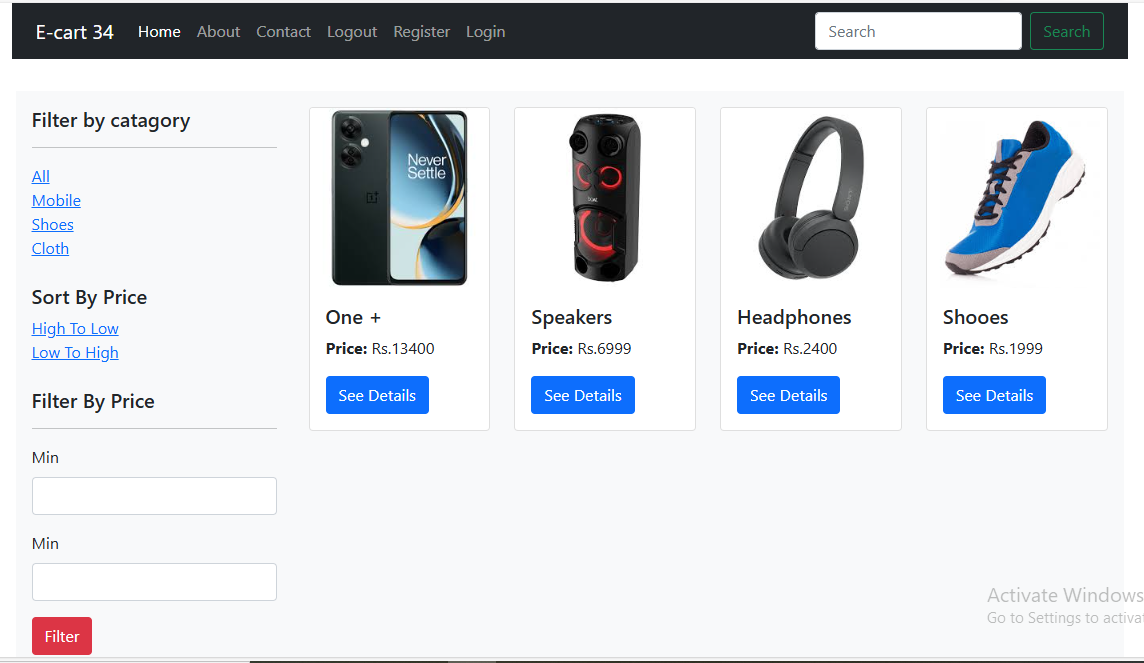 E-cart 34 Home About Contact Logout Register Login Search Search
Filter by catagory
All
Mobile
Shoes
Cloth
Sort By Price
High To Low
Low To High
Filter By Price
Min
Min
Filter
Never
Settle
One +
Price: Rs.13400
See Details
Speakers
Price: Rs.6999
See Details
SONY
Headphones
Price: Rs.2400
See Details
Shooes
Price: Rs.1999
See Details
Activate Windows
Go to Settings to activat